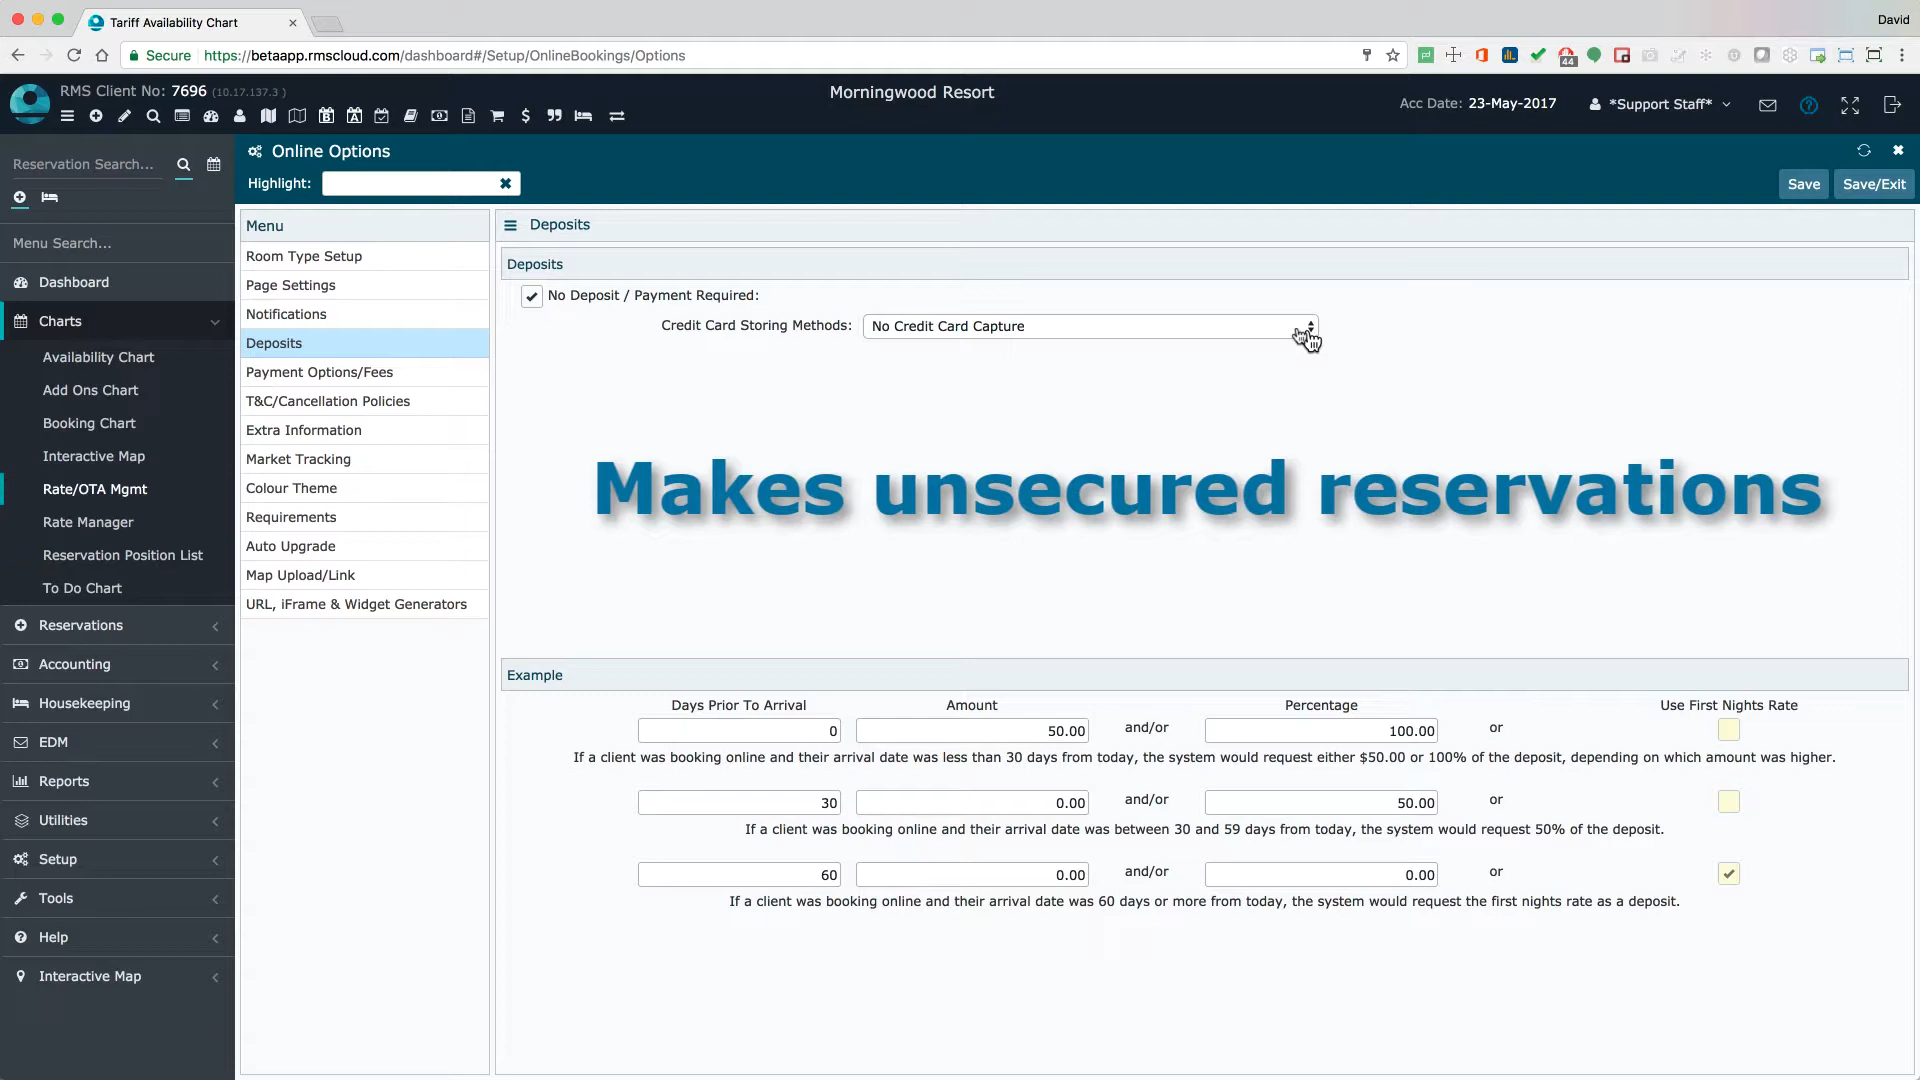 Tariff Availability Chart
David
Secure https://betaapp.rmscloud.com/dashboard#/Setup/OnlineBookings/Options
44
RMS Client No: 7696 (10.17.137.3 )
Morningwood Resort
Acc Date: 23-May-2017
*Support Staff*
Reservation Search...
Menu Search...
Dashboard
Charts
Availability Chart
Add Ons Chart
Booking Chart
Interactive Map
Rate/OTA Mgmt
Rate Manager
Reservation Position List
To Do Chart
Reservations
Accounting
Housekeeping
EDM
Reports
Utilities
Setup
Tools
Help
Interactive Map
Online Options
Highlight:
Save
Save/Exit
Menu
Room Type Setup
Page Settings
Notifications
Deposits
Payment Options/Fees
T&C/Cancellation Policies
Extra Information
Market Tracking
Colour Theme
Requirements
Auto Upgrade
Map Upload/Link
URL, iFrame & Widget Generators
Deposits
Deposits
No Deposit / Payment Required:
Credit Card Storing Methods: No Credit Card Capture
Makes unsecured reservations
Example
Days Prior To Arrival Amount Percentage Use First Nights Rate
0 50.00 and/or 100.00 or
If a client was booking online and their arrival date was less than 30 days from today, the system would request either $50.00 or 100% of the deposit, depending on which amount was higher.
30 0.00 and/or 50.00 or
If a client was booking online and their arrival date was between 30 and 59 days from today, the system would request 50% of the deposit.
60 0.00 and/or 0.00 or
If a client was booking online and their arrival date was 60 days or more from today, the system would request the first nights rate as a deposit.